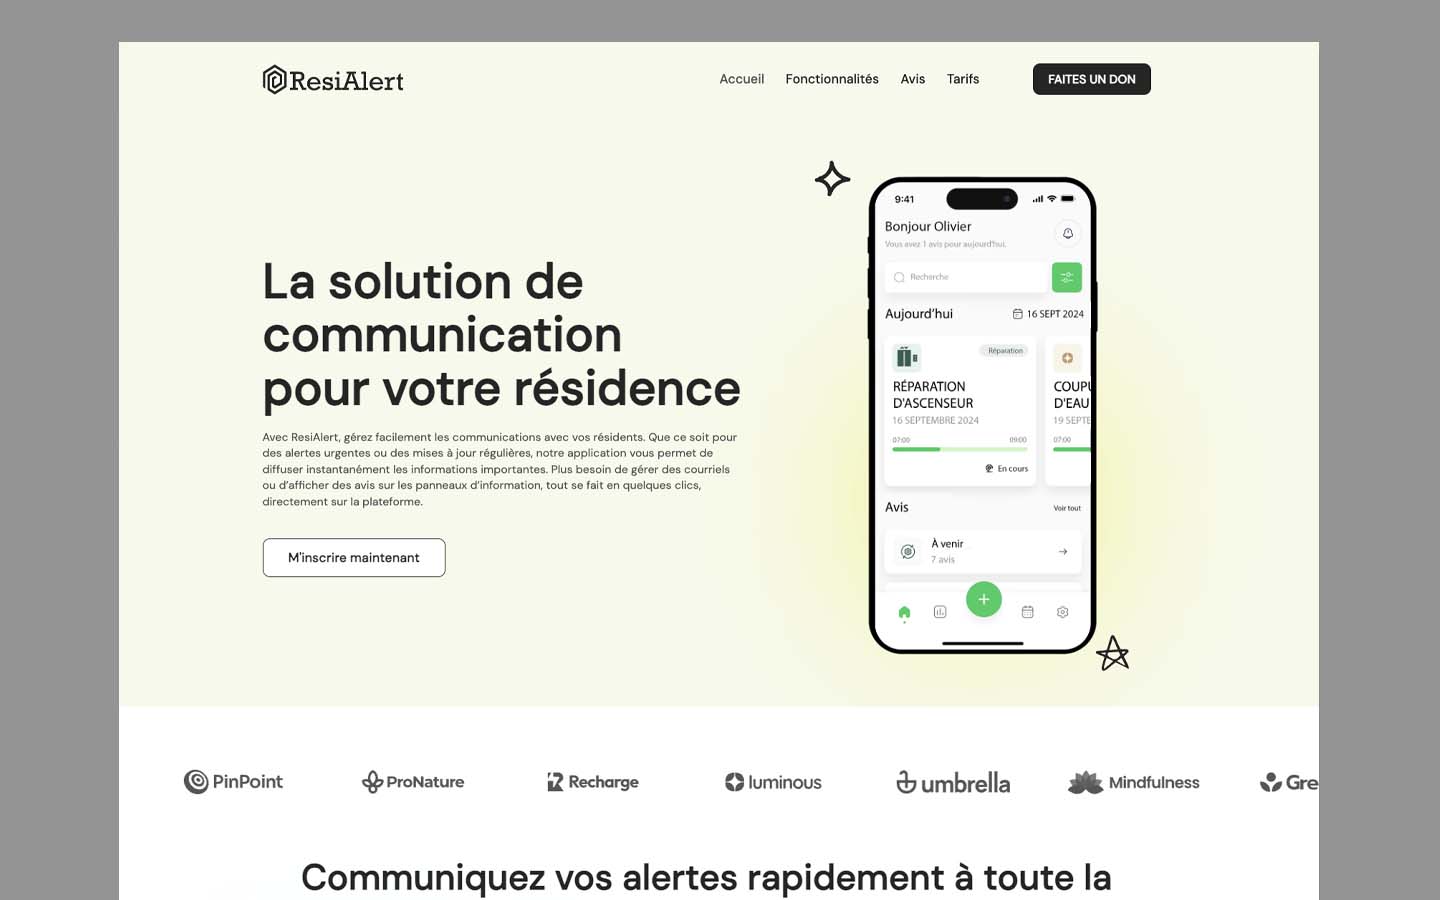 ResiAlert
Accueil Fonctionnalités Avis Tarifs FAITES UN DON
La solution de
communication
pour votre résidence
Avec ResiAlert, gérez facilement les communications avec vos résidents. Que ce soit pour
des alertes urgentes ou des mises à jour régulières, notre application vous permet de
diffuser instantanément les informations importantes. Plus besoin de gérer des courriels
ou d'afficher des avis sur les panneaux d'information, tout se fait en quelques clics,
directement sur la plateforme.
M'inscrire maintenant
9:41
Bonjour Olivier
Vous avez 1 avis pour aujourd'hui.
Recherche
Aujourd'hui 16 SEPT 2024
Réparation
RÉPARATION
D'ASCENSEUR
16 SEPTEMBRE 2024
07:00 09:00
En cours
COUPU
D'EAU
19 SEPTE
07:00
Avis Voir tout
À venir
7 avis
PinPoint ProNature Recharge luminous umbrella Mindfulness Gre
Communiquez vos alertes rapidement à toute la